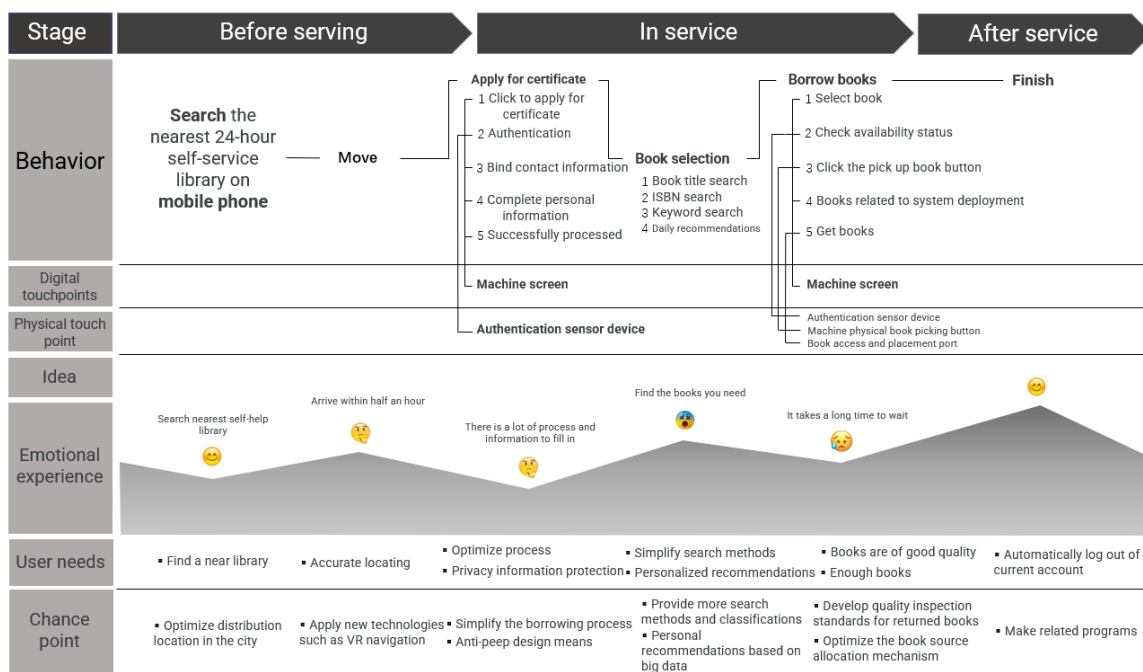 Stage
Before serving
In service
After service
Behavior
Search the
nearest 24-hour
self-service
library on
mobile phone
Move
Apply for certificate
1 Click to apply for
certificate
2 Authentication
3 Bind contact information
4 Complete personal
information
5 Successfully processed
Book selection
1 Book title search
2 ISBN search
3 Keyword search
4 Daily recommendations
Borrow books
1 Select book
2 Check availability status
3 Click the pick up book button
4 Books related to system deployment
5 Get books
Finish
Digital
touchpoints
Machine screen
Machine screen
Physical touch
point
Authentication sensor device
Authentication sensor device
Machine physical book picking button
Book access and placement port
Idea
Emotional
experience
Search nearest self-help
library
Arrive within half an hour
There is a lot of process and
information to fill in
Find the books you need
It takes a long time to wait
User needs
▪ Find a near library
▪ Accurate locating
▪ Optimize process
▪ Privacy information protection
▪ Simplify search methods
▪ Personalized recommendations
▪ Books are of good quality
▪ Enough books
▪ Automatically log out of
current account
Chance
point
▪ Optimize distribution
location in the city
▪ Apply new technologies
such as VR navigation
▪ Simplify the borrowing process
▪ Anti-peep design means
▪ Provide more search
methods and classifications
▪ Personal
recommendations based on
big data
▪ Develop quality inspection
standards for returned books
▪ Optimize the book source
allocation mechanism
▪ Make related programs